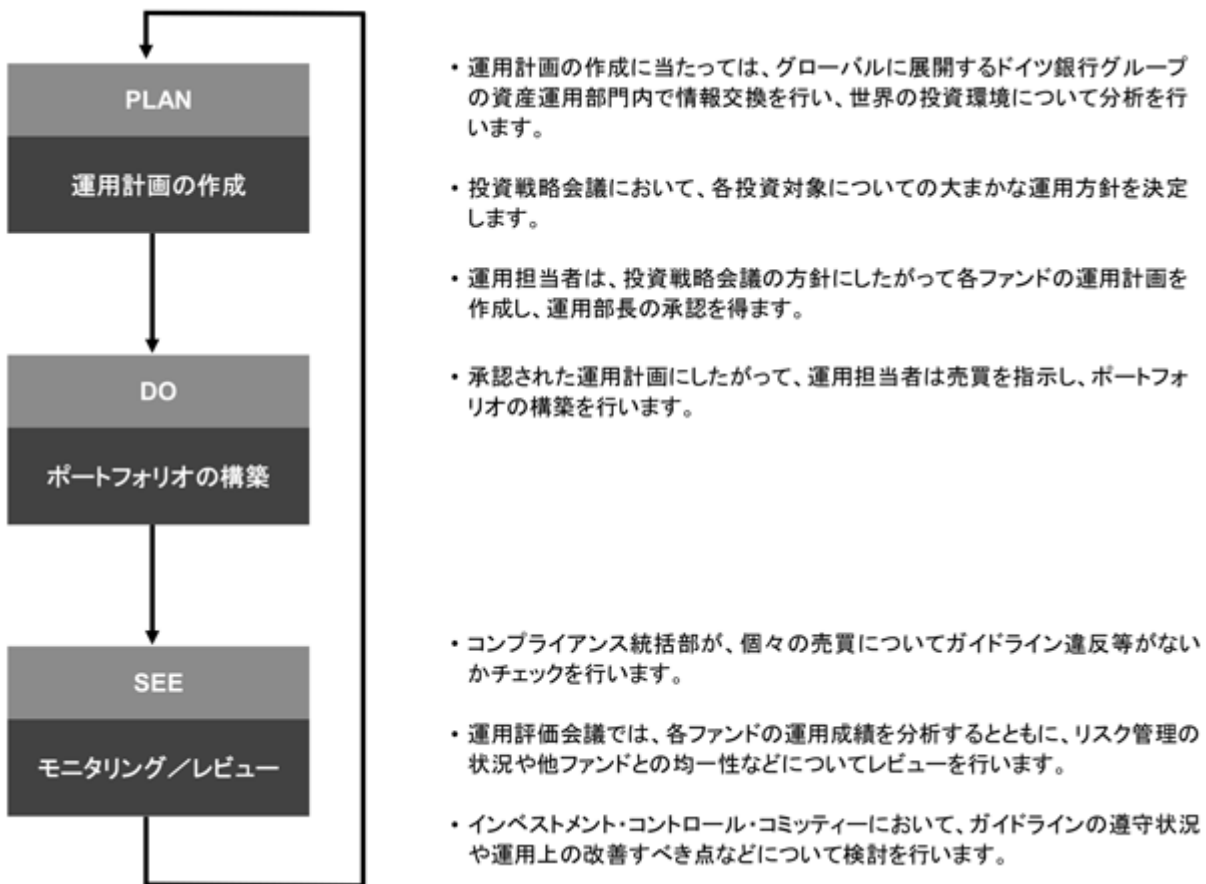 PLAN
運用計画の作成
・運用計画の作成に当たっては、グローバルに展開するドイツ銀行グループ
の資産運用部門内で情報交換を行い、世界の投資環境について分析を行
います。
・投資戦略会議において、各投資対象についての大まかな運用方針を決定
します。
・運用担当者は、投資戦略会議の方針にしたがって各ファンドの運用計画を
作成し、運用部長の承認を得ます。
DO
ポートフォリオの構築
・承認された運用計画にしたがって、運用担当者は売買を指示し、ポートフォ
リオの構築を行います。
SEE
モニタリング／レビュー
・コンプライアンス統括部が、個々の売買についてガイドライン違反等がない
かチェックを行います。
・運用評価会議では、各ファンドの運用成績を分析するとともに、リスク管理の
状況や他ファンドとの均一性などについてレビューを行います。
・インベストメント・コントロール・コミッティーにおいて、ガイドラインの遵守状況
や運用上の改善すべき点などについて検討を行います。